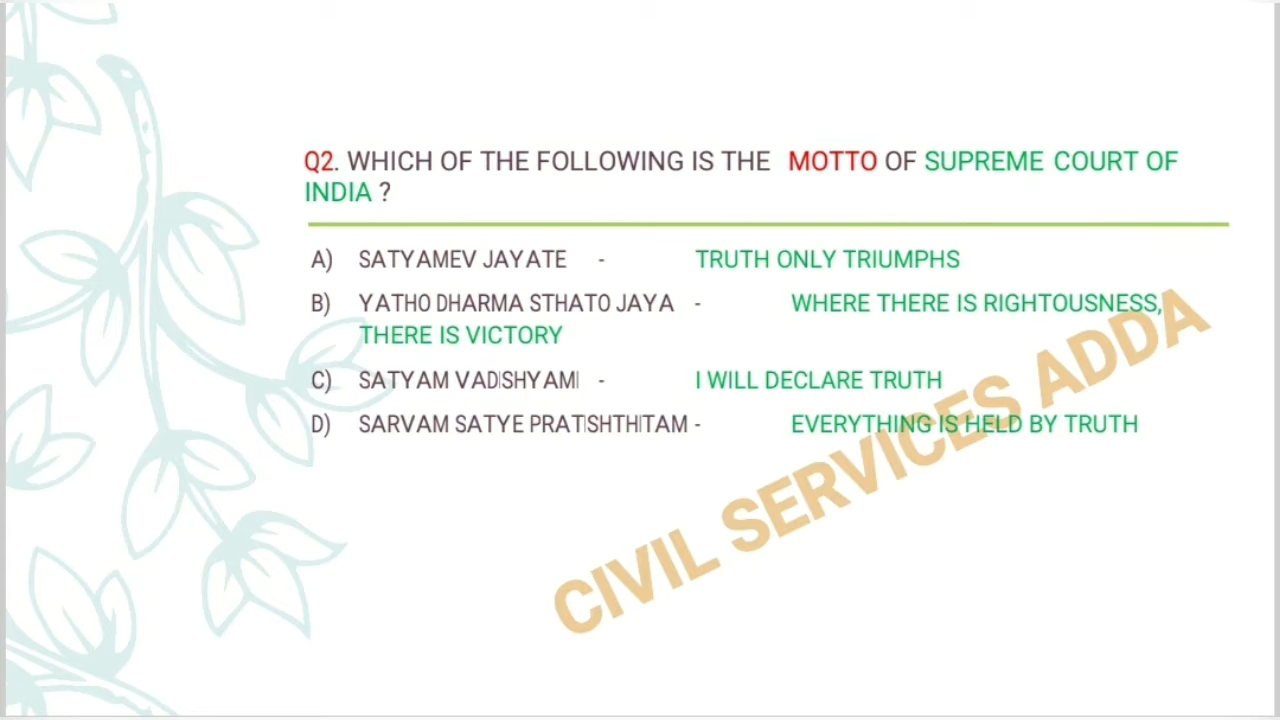 Q2. WHICH OF THE FOLLOWING IS THE MOTTO OF SUPREME COURT OF
INDIA ?
A) SATYAMEV JAYATE - TRUTH ONLY TRIUMPHS
B) YATHO DHARMA STHATO JAYA - WHERE THERE IS RIGHTOUSNESS,
THERE IS VICTORY
C) SATYAM VADISHYAMI - I WILL DECLARE TRUTH
D) SARVAM SATYE PRATISHTHITAM - EVERYTHING IS HELD BY TRUTH
CIVIL SERVICES ADDA